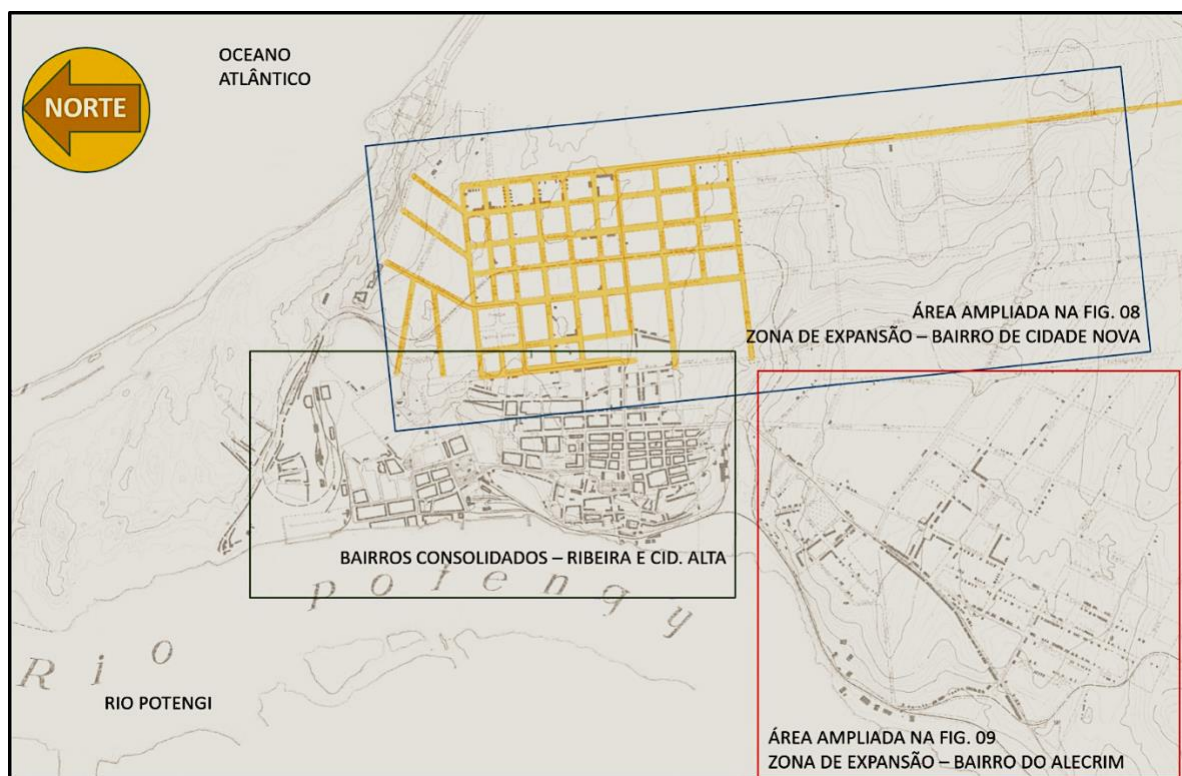 OCEANO
ATLÂNTICO
NORTE
ÁREA AMPLIADA NA FIG. 08
ZONA DE EXPANSÃO – BAIRRO DE CIDADE NOVA
BAIRROS CONSOLIDADOS – RIBEIRA E CID. ALTA
Rio Potengy
RIO POTENGI
ÁREA AMPLIADA NA FIG. 09
ZONA DE EXPANSÃO – BAIRRO DO ALECRIM